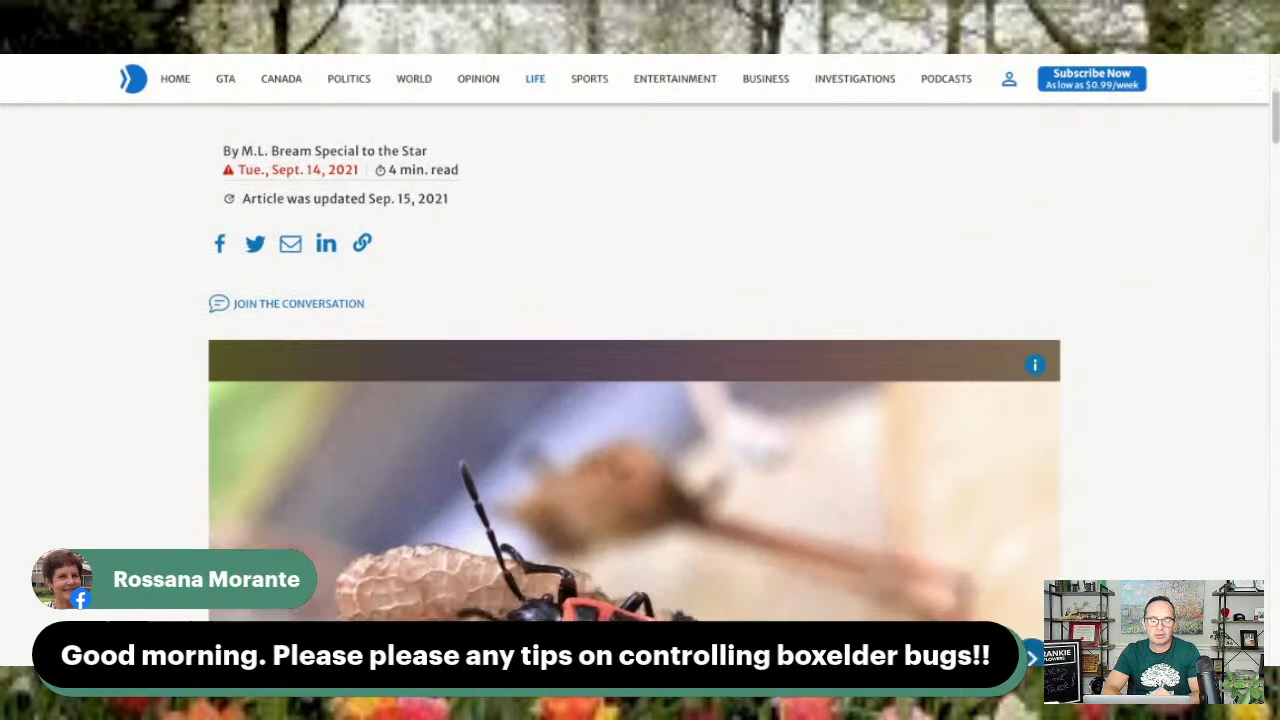 HOME GTA CANADA POLITICS WORLD OPINION LIFE SPORTS ENTERTAINMENT BUSINESS INVESTIGATIONS PODCASTS
Subscribe Now
As low as $0.99/week
By M.L. Bream Special to the Star
Tue., Sept. 14, 2021 4 min. read
Article was updated Sep. 15, 2021
JOIN THE CONVERSATION
Rossana Morante
Good morning. Please please any tips on controlling boxelder bugs!!
RANKIE
FLOWERS